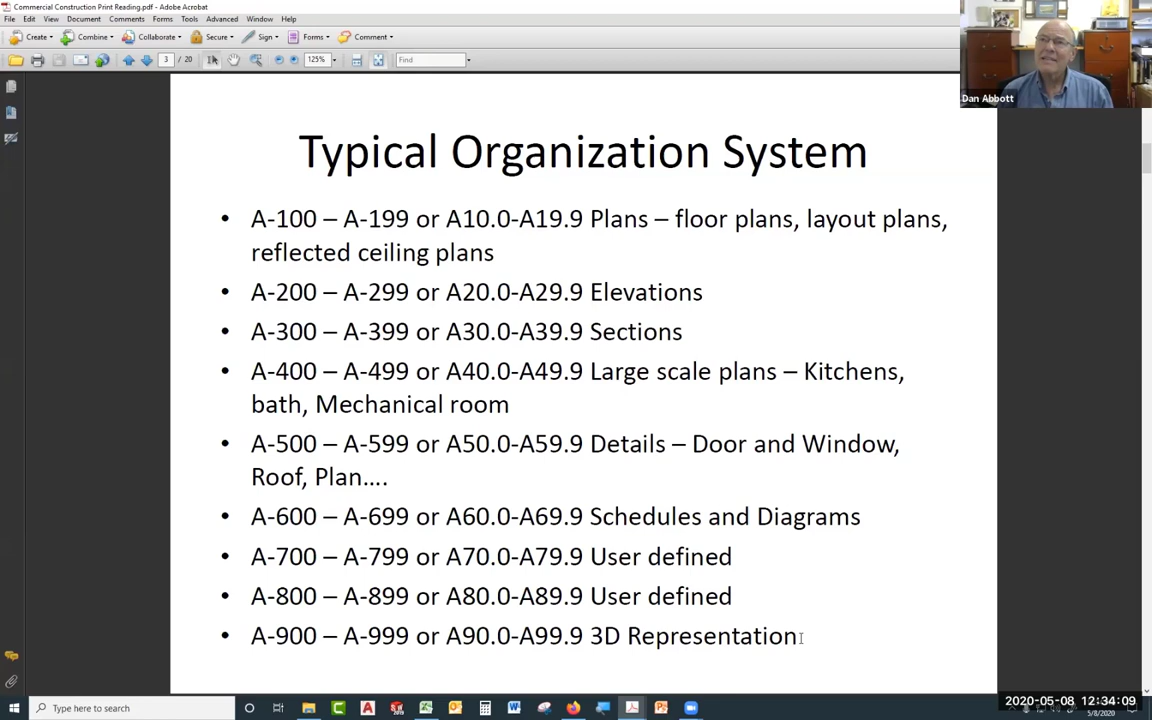 Commercial Construction Print Reading.pdf - Adobe Acrobat
File Edit View Document Comments Forms Tools Advanced Window Help
Create Combine Collaborate Secure Sign Forms Comment
3 / 20 125% Find
Dan Abbott
Typical Organization System
• A-100 – A-199 or A10.0-A19.9 Plans – floor plans, layout plans,
reflected ceiling plans
• A-200 – A-299 or A20.0-A29.9 Elevations
• A-300 – A-399 or A30.0-A39.9 Sections
• A-400 – A-499 or A40.0-A49.9 Large scale plans – Kitchens,
bath, Mechanical room
• A-500 – A-599 or A50.0-A59.9 Details – Door and Window,
Roof, Plan….
• A-600 – A-699 or A60.0-A69.9 Schedules and Diagrams
• A-700 – A-799 or A70.0-A79.9 User defined
• A-800 – A-899 or A80.0-A89.9 User defined
• A-900 – A-999 or A90.0-A99.9 3D Representation
Type here to search
2020-05-08 12:34:09
5/8/2020